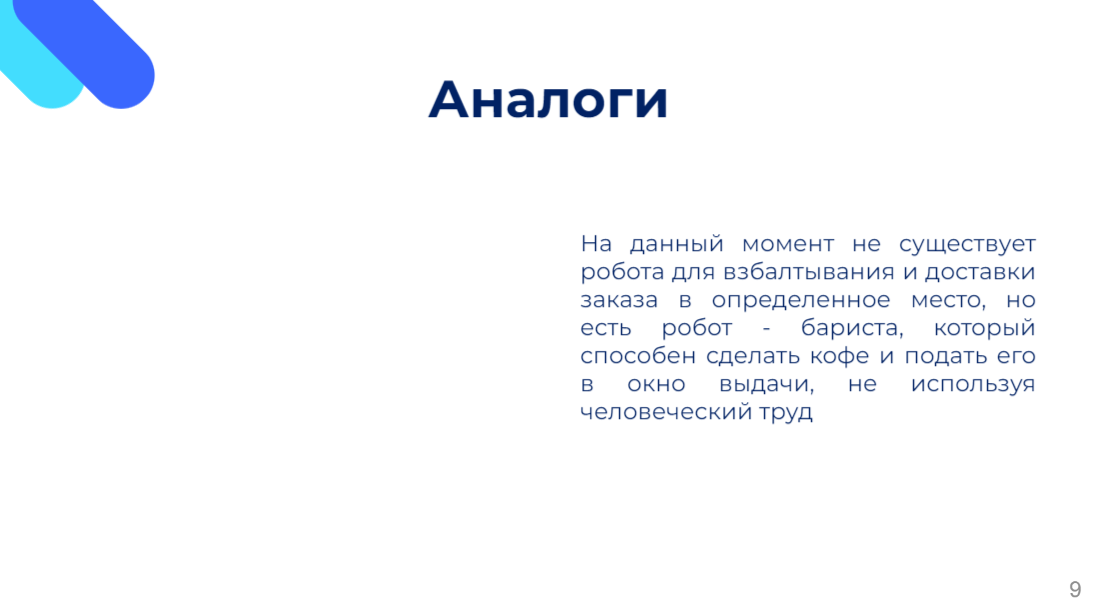 Аналоги
На данный момент не существует
робота для взбалтывания и доставки
заказа в определенное место, но
есть робот - бариста, который
способен сделать кофе и подать его
в окно выдачи, не используя
человеческий труд
9